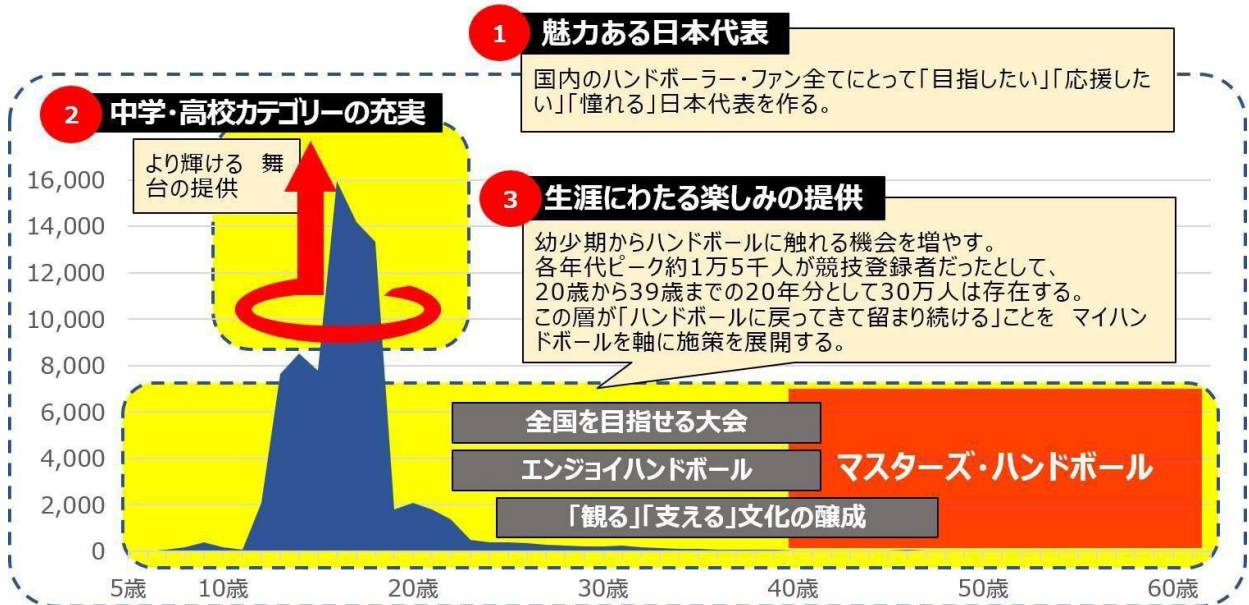 1 魅力ある日本代表
国内のハンドボーラー・ファン全てにとって「目指したい」「応援した
い」「憧れる」日本代表を作る。
2 中学・高校カテゴリーの充実
より輝ける 舞
台の提供
3 生涯にわたる楽しみの提供
幼少期からハンドボールに触れる機会を増やす。
各年代ピーク約1万5千人が競技登録者だったとして、
20歳から39歳までの20年分として30万人は存在する。
この層が「ハンドボールに戻ってきて留まり続ける」ことを マイハン
ドボールを軸に施策を展開する。
16,000
14,000
12,000
10,000
8,000
6,000
4,000
2,000
0
全国を目指せる大会
エンジョイハンドボール
「観る」「支える」文化の醸成
マスターズ・ハンドボール
5歳 10歳 20歳 30歳 40歳 50歳 60歳